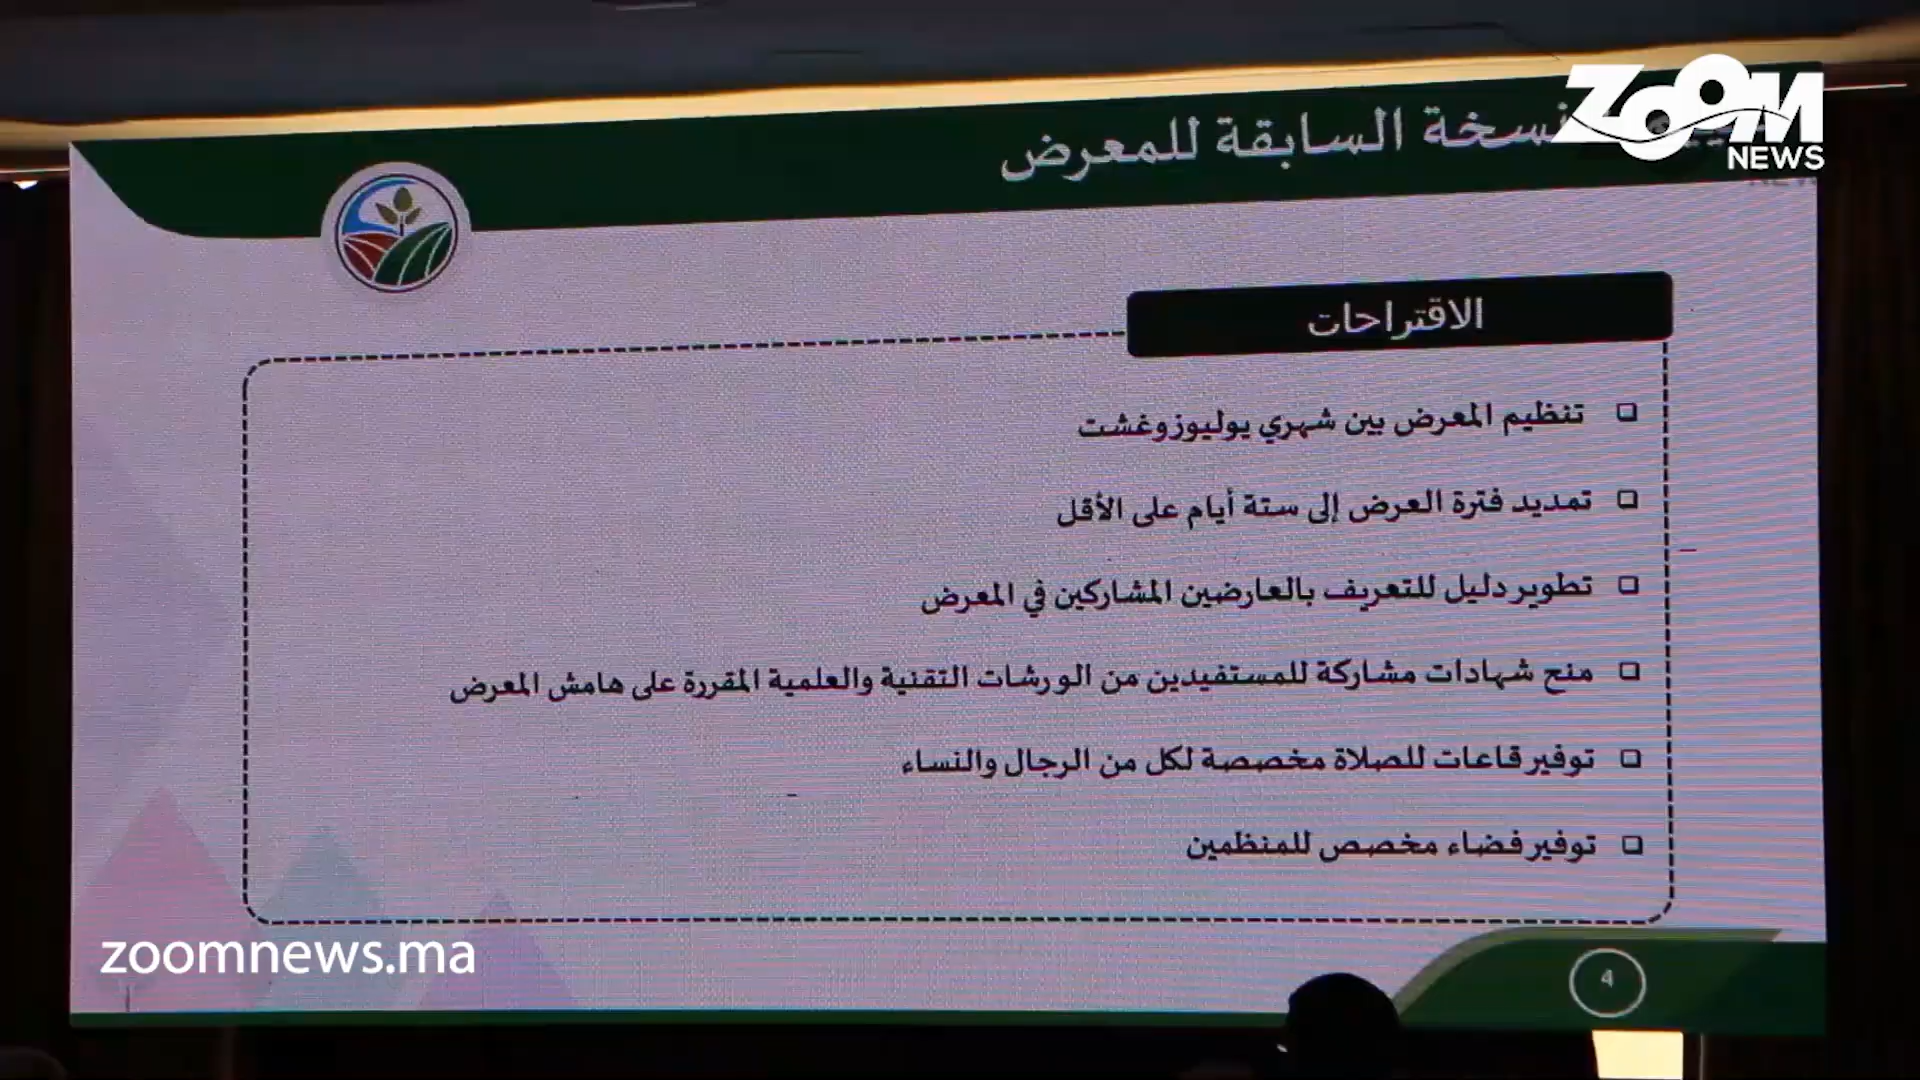 ZOOM
NEWS
السابقة للمعرض
الاقتراحات
تنظيم المعرض بين شهري يوليوز وغشت
تمديد فترة العرض إلى ستة أيام على الأقل
تطوير دليل للتعريف بالعارضين المشاركين في المعرض
منح شهادات مشاركة للمستفيدين من الورشات التقنية والعلمية المقررة على هامش المعرض
توفير قاعات للصلاة مخصصة لكل من الرجال والنساء
توفير فضاء مخصص للمنظمين
zoomnews.ma
4